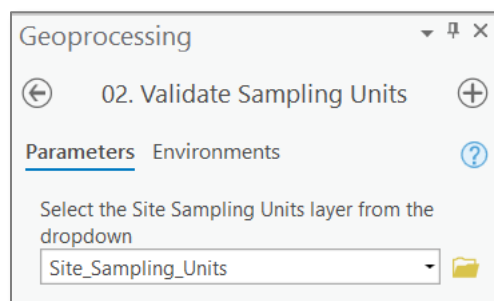 Geoprocessing
02. Validate Sampling Units
Parameters Environments
Select the Site Sampling Units layer from the
dropdown
Site_Sampling_Units